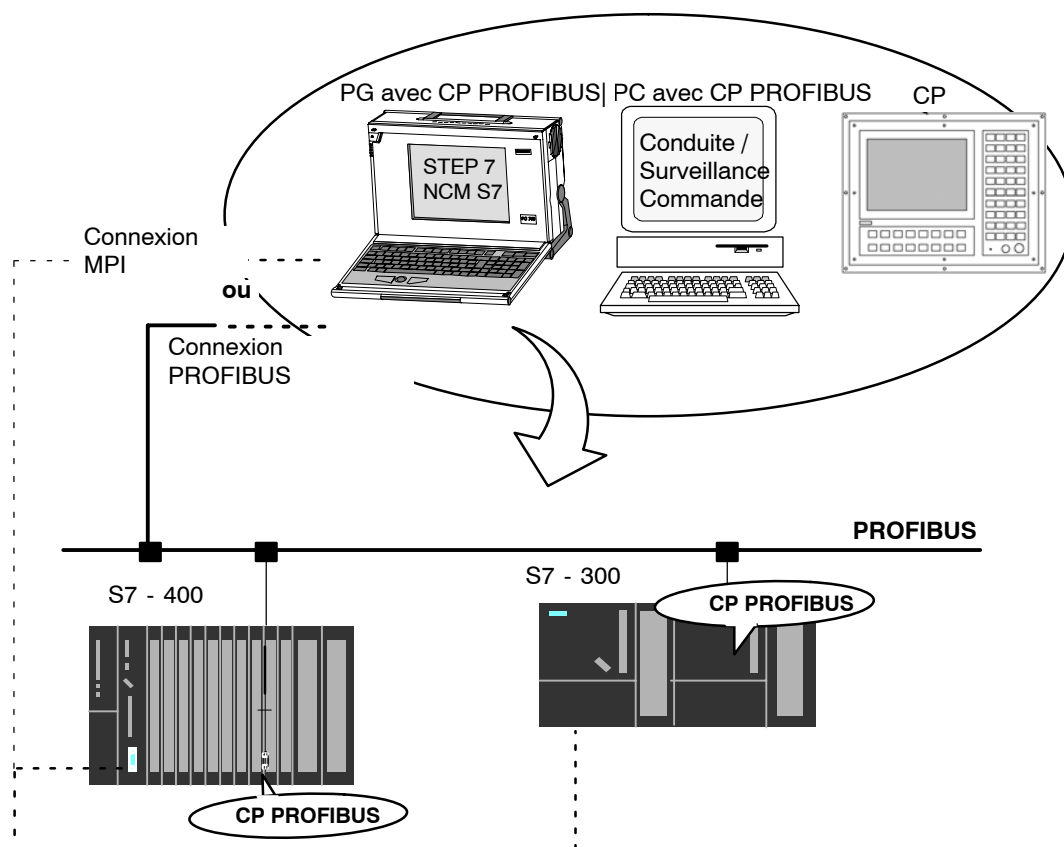 PG avec CP PROFIBUS| PC avec CP PROFIBUS
CP
STEP 7
NCM S7
Conduite /
Surveillance
Commande
Connexion
MPI
ou
Connexion
PROFIBUS
PROFIBUS
S7 - 400
S7 - 300
CP PROFIBUS
CP PROFIBUS